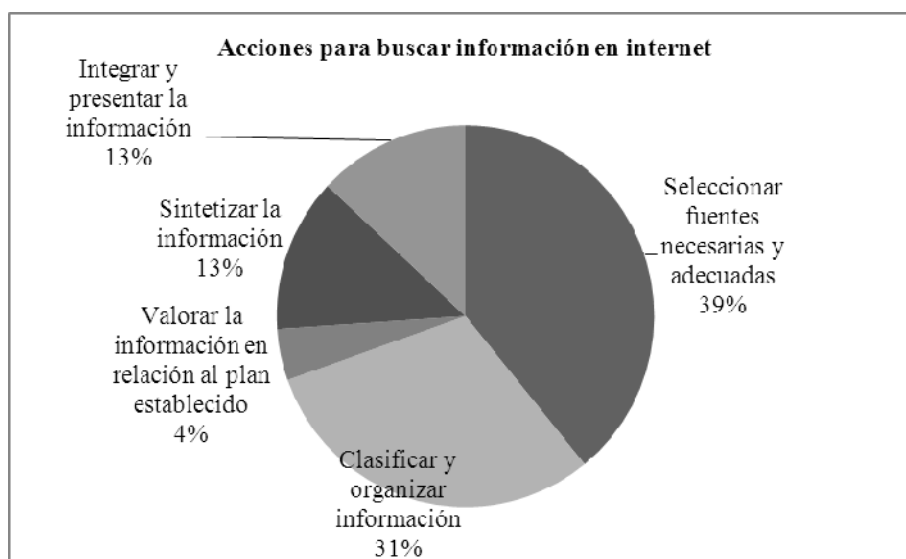 Acciones para buscar información en internet
Integrar y
presentar la
información
13%
Seleccionar
fuentes
necesarias y
adecuadas
39%
Sintetizar la
información
13%
Valorar la
información en
relación al plan
establecido
4%
Clasificar y
organizar
información
31%